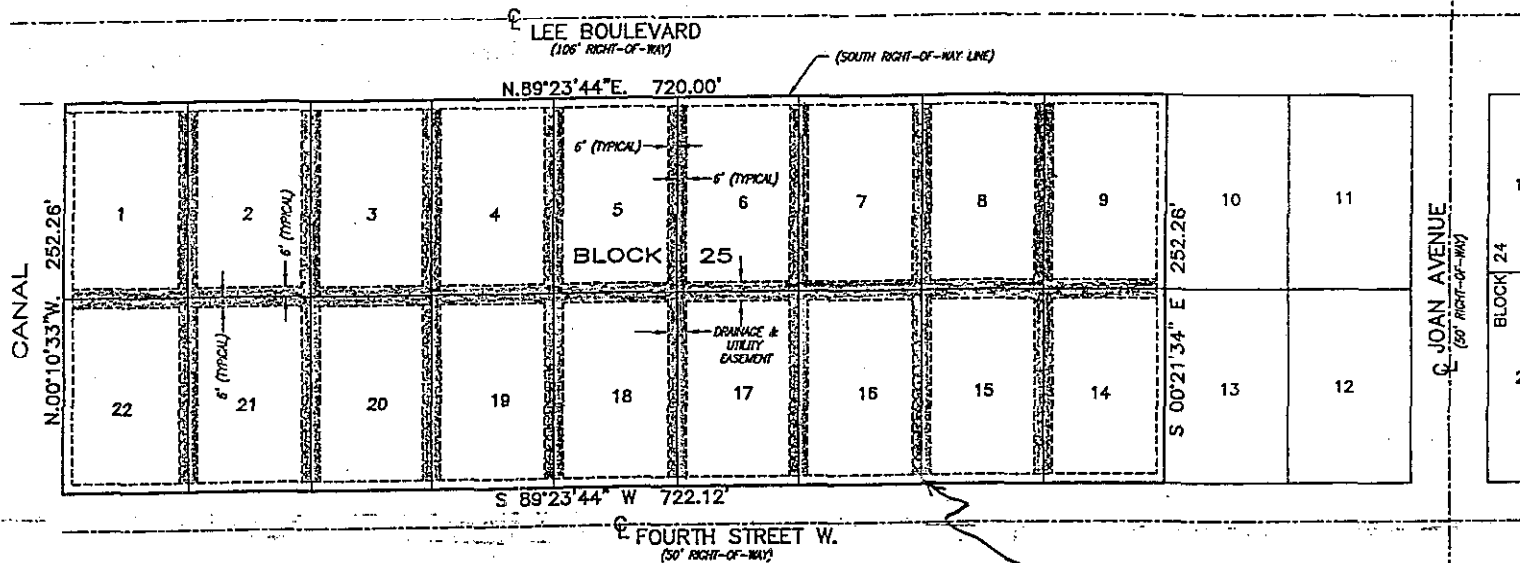 ℄ LEE BOULEVARD
(106' RIGHT-OF-WAY)
(SOUTH RIGHT-OF-WAY LINE)
N.89°23'44"E. 720.00'
CANAL
N.00°10'33"W. 252.26'
1
2
3
4
5
6
7
8
9
10
11
6' (TYPICAL)
6' (TYPICAL)
6' (TYPICAL)
6' (TYPICAL)
BLOCK 25
DRAINAGE &
UTILITY
EASEMENT
22
21
20
19
18
17
16
15
14
13
12
S 00°21'34" E 252.26'
S 89°23'44" W 722.12'
℄ FOURTH STREET W.
(50' RIGHT-OF-WAY)
℄ JOAN AVENUE
(50' RIGHT-OF-WAY)
BLOCK 24